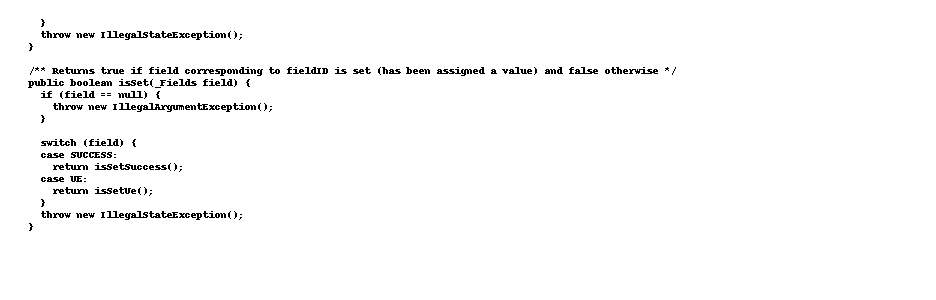 }
throw new IllegalStateException();
}
/** Returns true if field corresponding to fieldID is set (has been assigned a value) and false otherwise */
public boolean isSet(_Fields field) {
if (field == null) {
throw new IllegalArgumentException();
}
switch (field) {
case SUCCESS:
return isSetSuccess();
case UE:
return isSetUe();
}
throw new IllegalStateException();
}